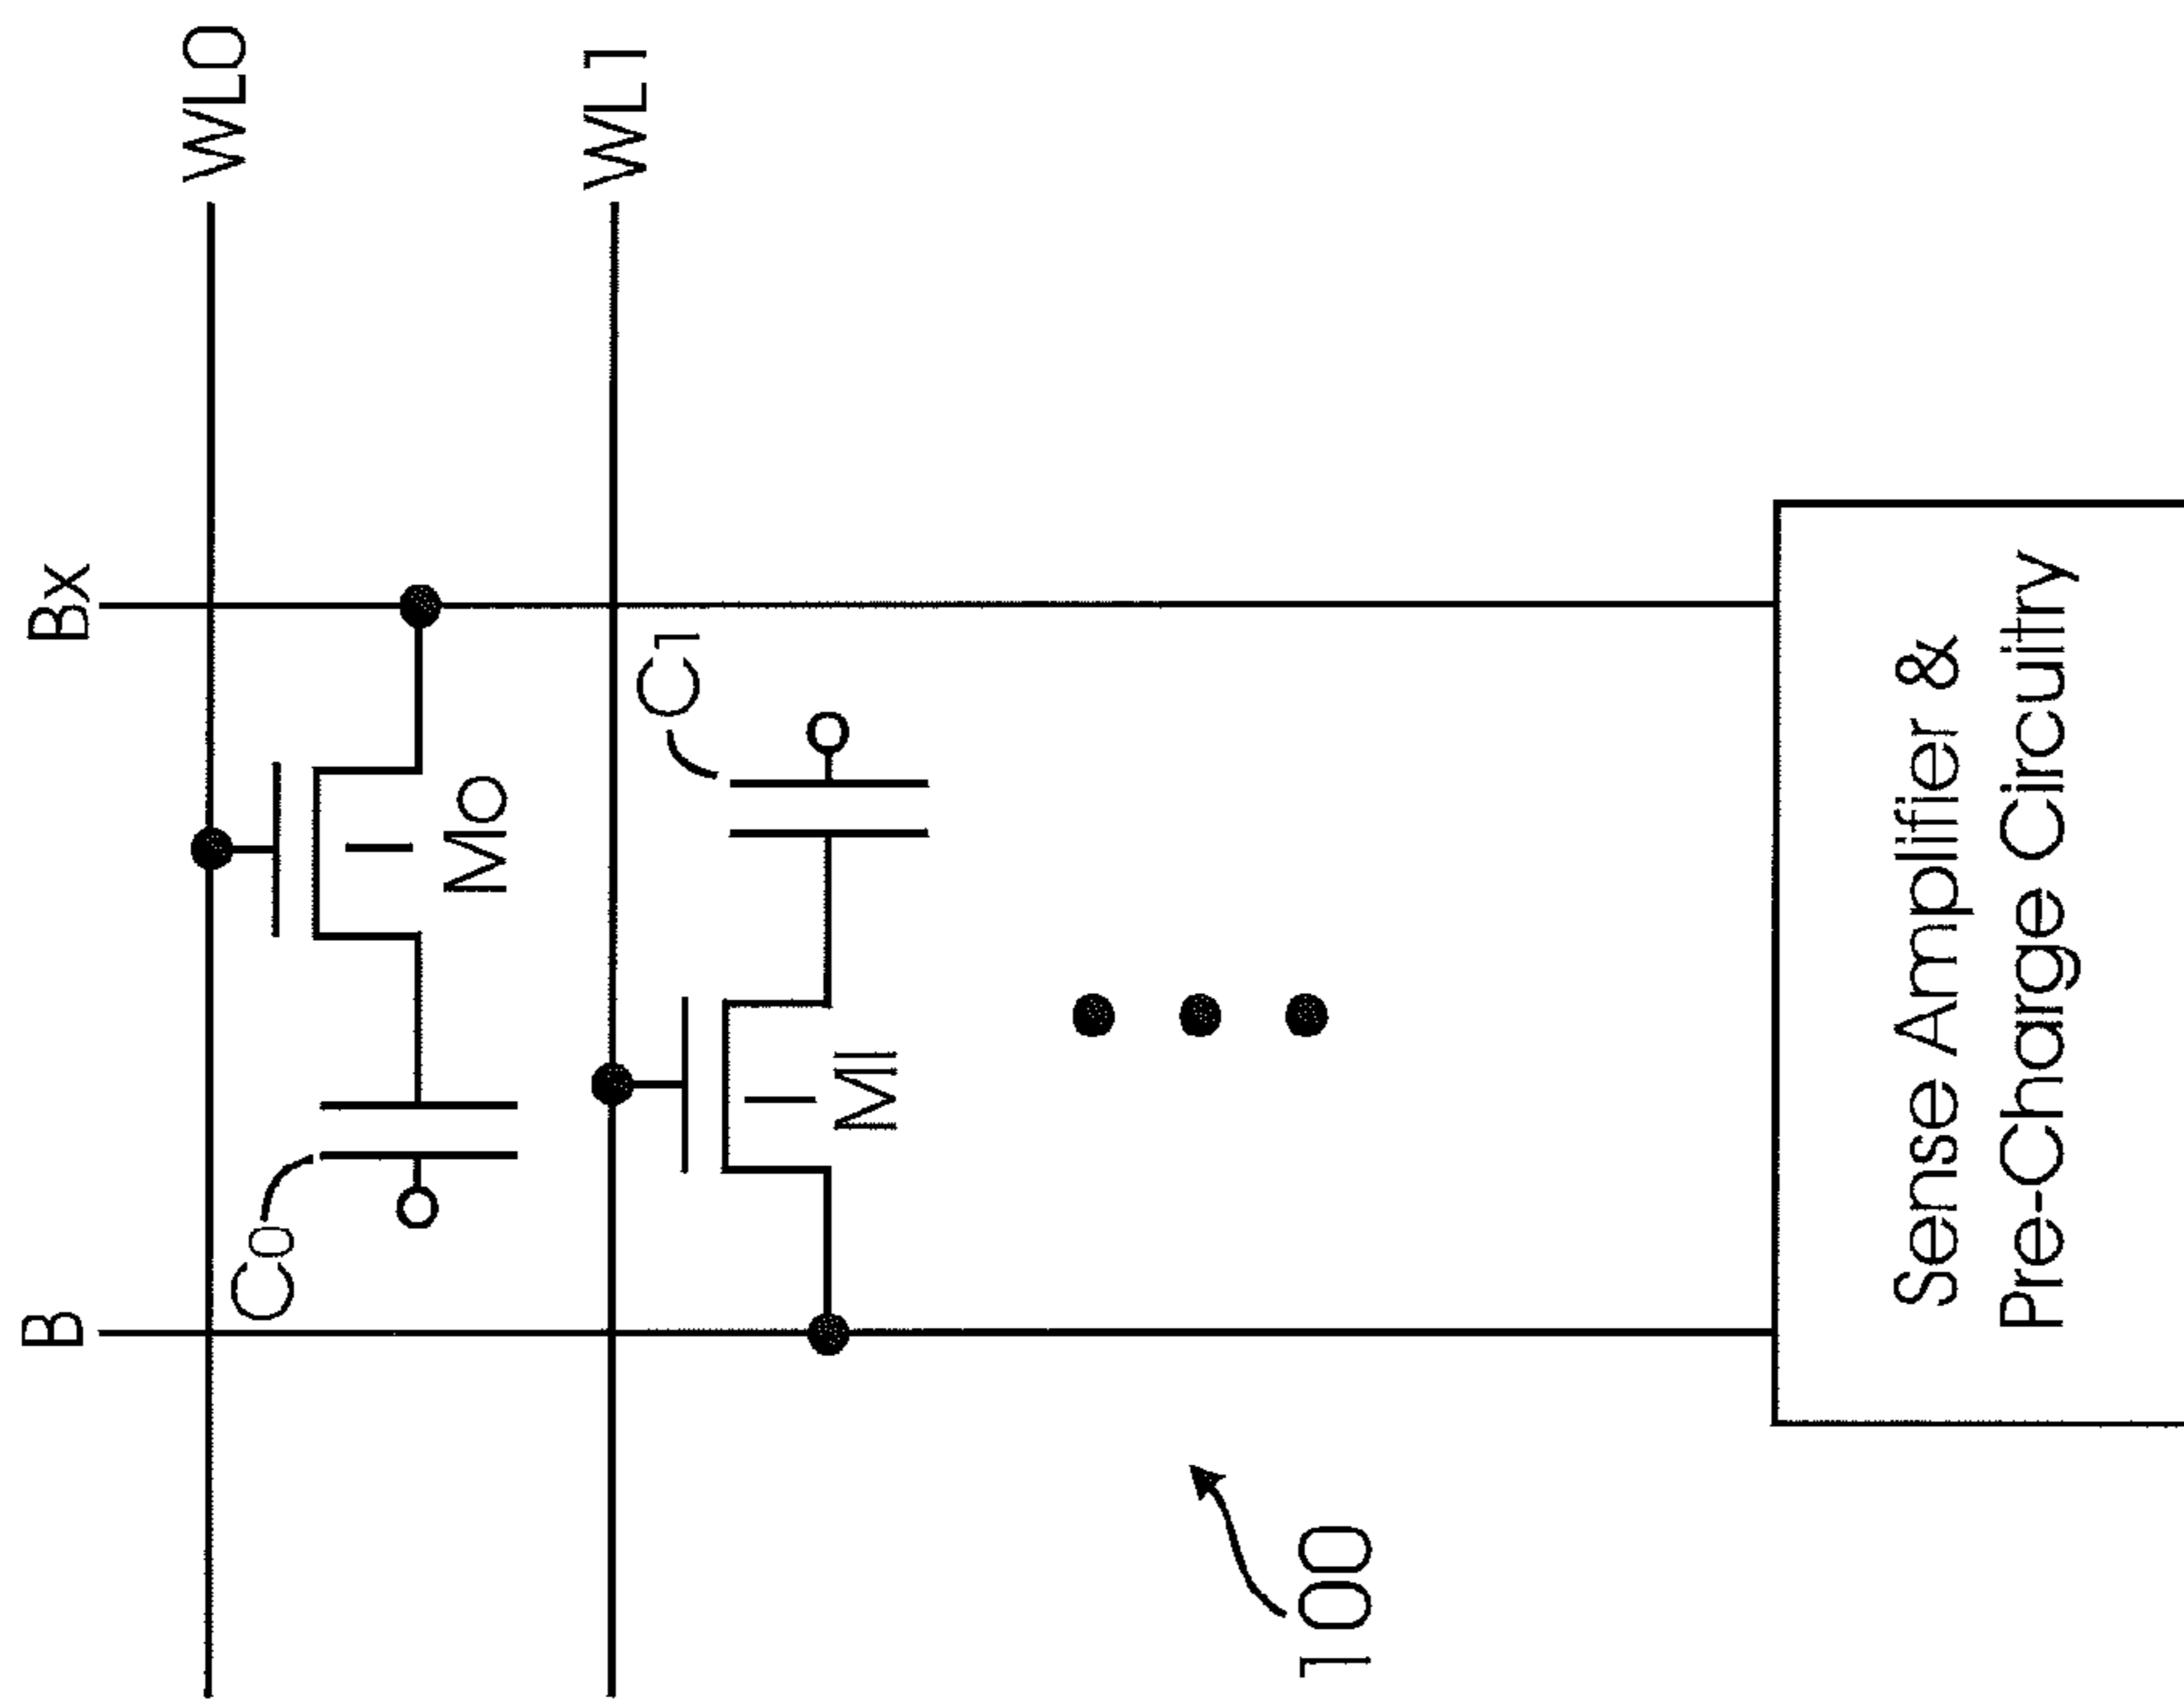 B
Bx
WL0
C0
M0
WL1
C1
M1
100
Sense Amplifier &
Pre-Charge Circuitry